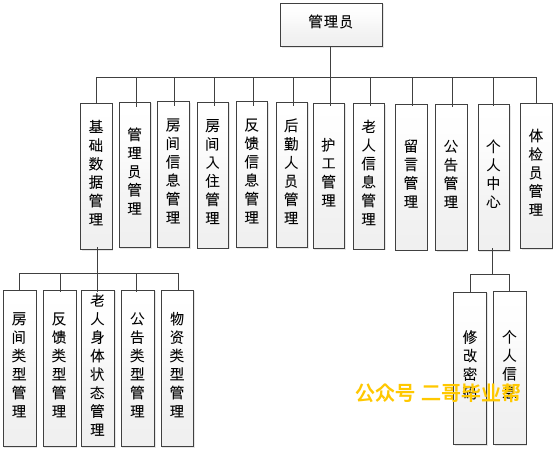 管理员
基础数据管理
管理员管理
房间信息管理
房间入住管理
反馈信息管理
后勤人员管理
护工管理
老人信息管理
留言管理
公告管理
个人中心
体检员管理
房间类型管理
反馈类型管理
老人身体状态管理
公告类型管理
物资类型管理
修改密码
个人信息
公众号 二哥毕业帮